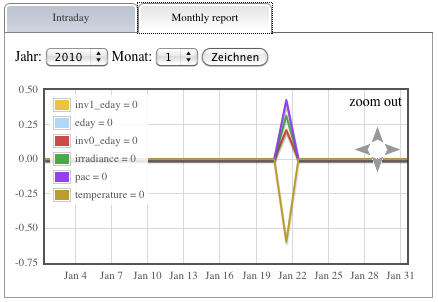 Intraday
Monthly report
Jahr: 2010 Monat: 1 Zeichnen
zoom out
0.50
0.25
0.00
-0.25
-0.50
-0.75
inv1_eday = 0
eday = 0
inv0_eday = 0
irradiance = 0
pac = 0
temperature = 0
Jan 4 Jan 7 Jan 10 Jan 13 Jan 16 Jan 19 Jan 22 Jan 25 Jan 28 Jan 31